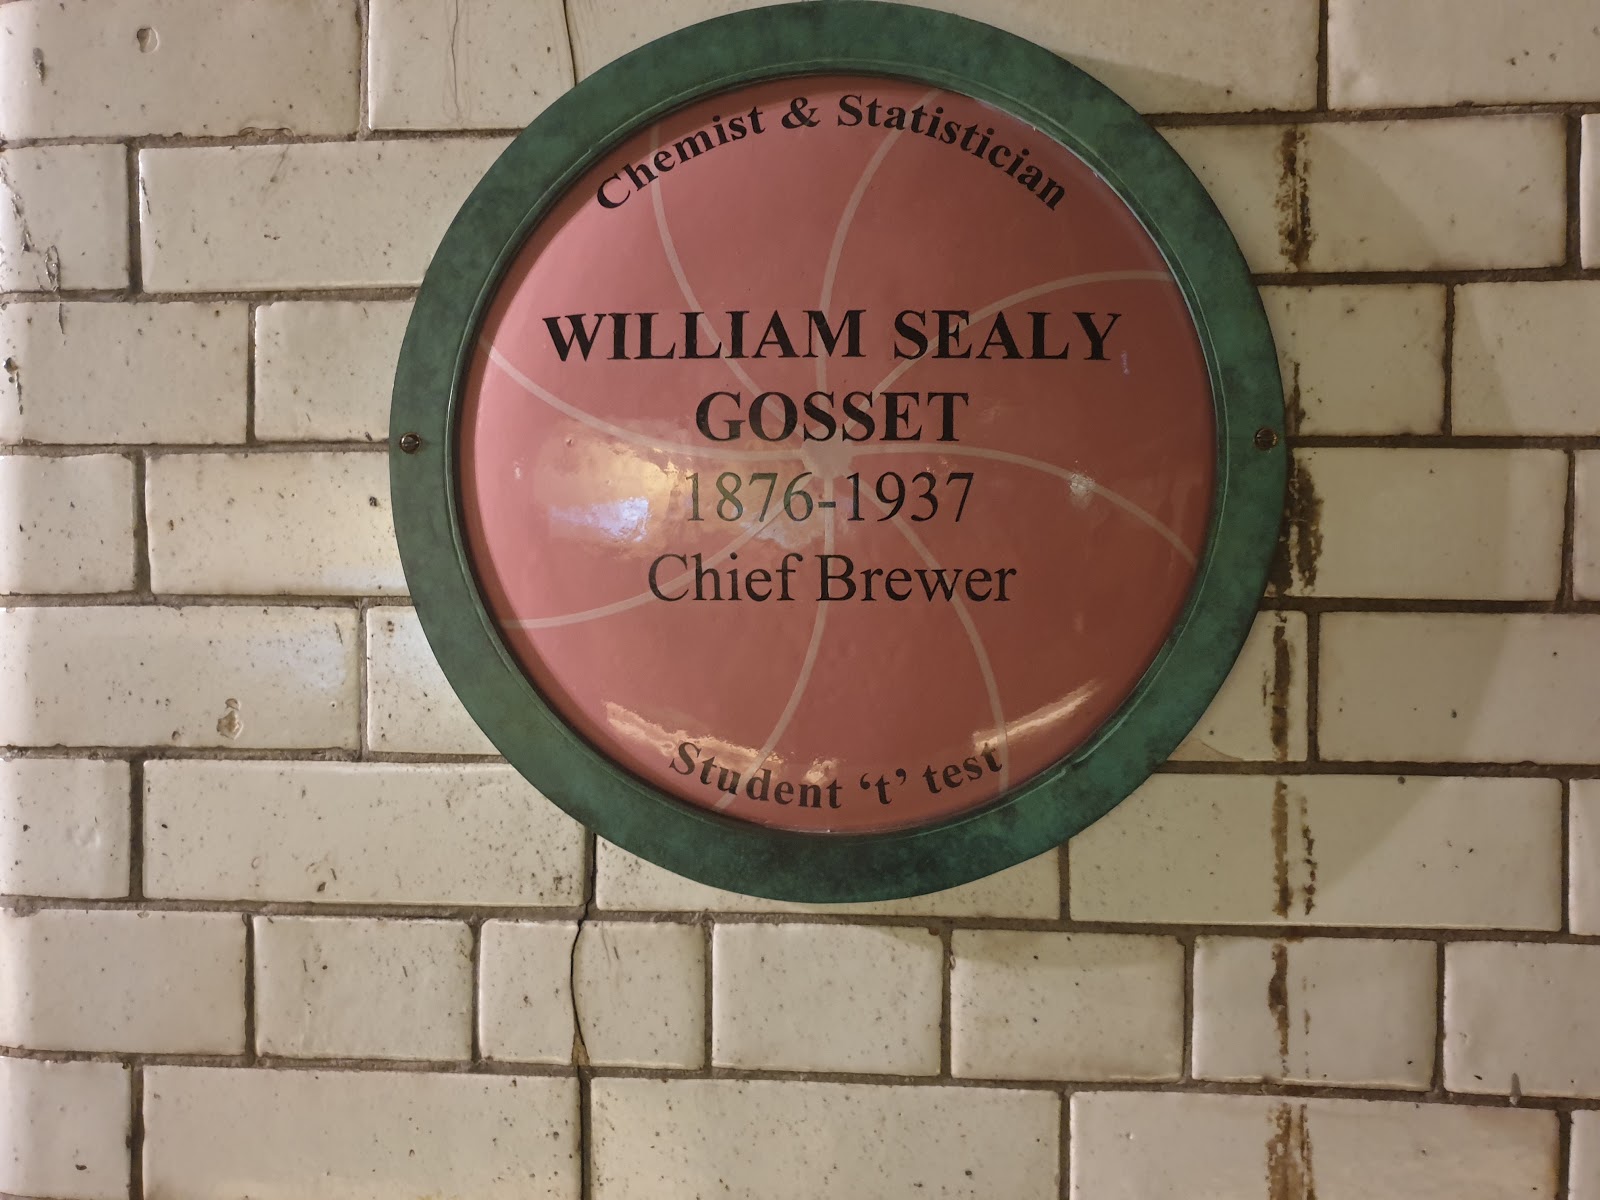 Chemist & Statistician
WILLIAM SEALY
GOSSET
1876-1937
Chief Brewer
Student ‘t’ test